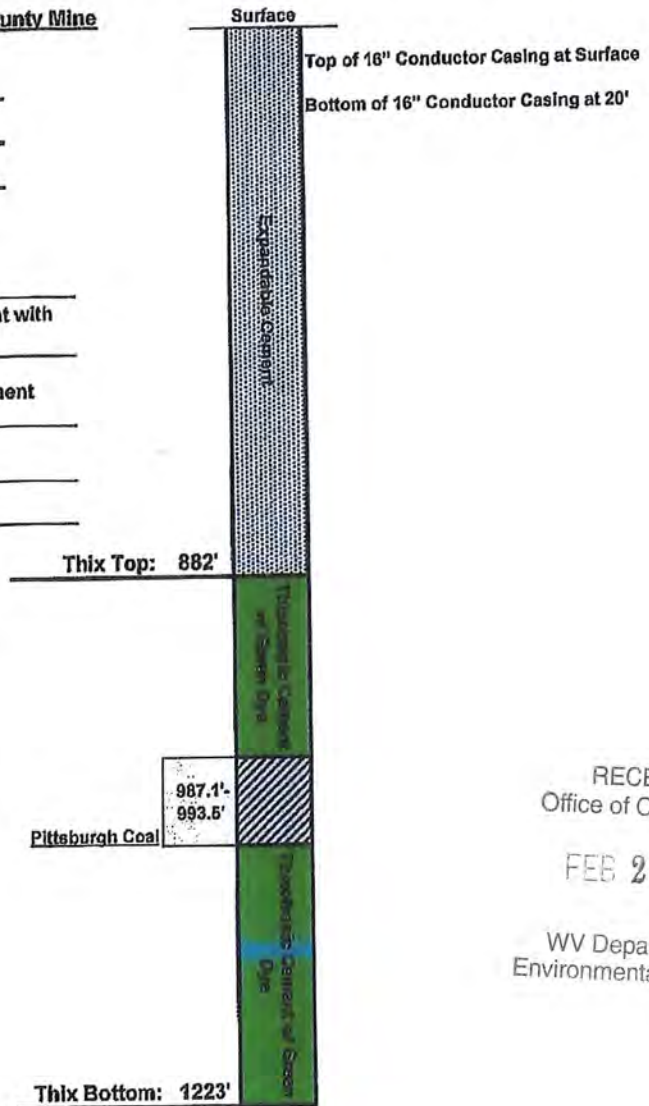 unty Mine
Surface
Top of 16" Conductor Casing at Surface
Bottom of 16" Conductor Casing at 20'
Expandable Cement
t with
nent
Thix Top: 882'
Thixotropic Cement
w/ Green Dye
987.1'-
993.5'
Pittsburgh Coal
Thixotropic Cement w/ Green
Dye
Thix Bottom: 1223'
RECE
Office of O
FEB 2
WV Depa
Environmenta